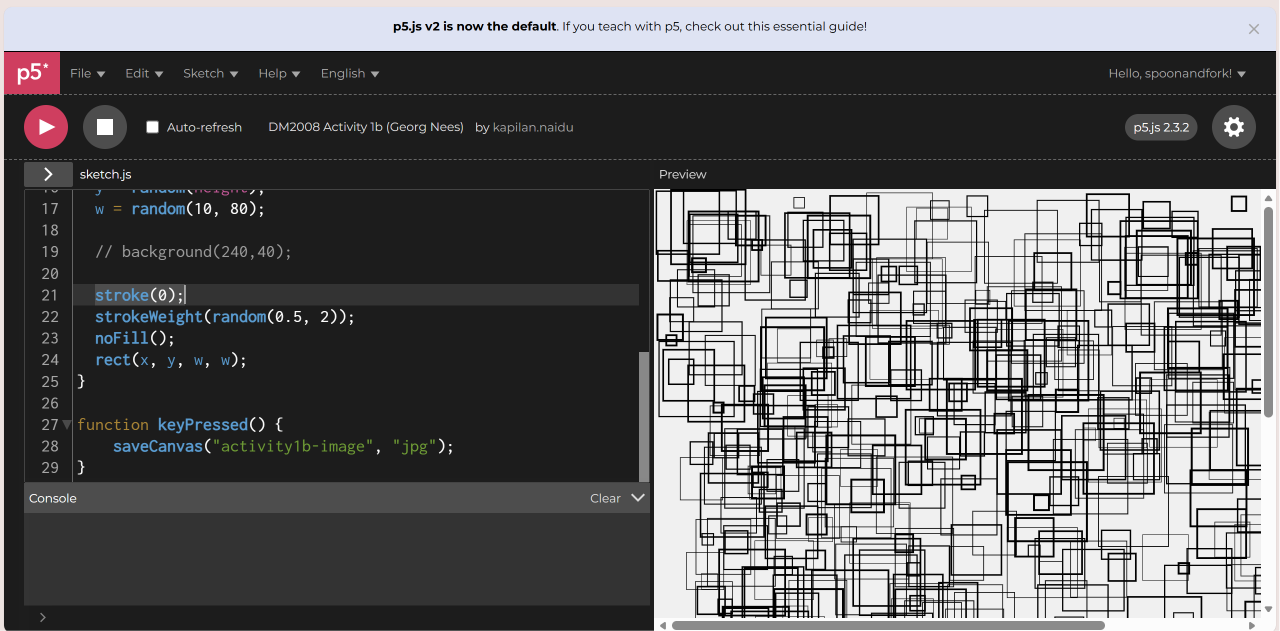 p5.js v2 is now the default. If you teach with p5, check out this essential guide!
p5* File Edit Sketch Help English Hello, spoonandfork!
Auto-refresh DM2008 Activity 1b (Georg Nees) by kapilan.naidu p5.js 2.3.2
sketch.js
Preview
16 y = random(height);
17 w = random(10, 80);
18
19 // background(240,40);
20
21 stroke(0);
22 strokeWeight(random(0.5, 2));
23 noFill();
24 rect(x, y, w, w);
25 }
26
27 function keyPressed() {
28 saveCanvas("activity1b-image", "jpg");
29 }
Console Clear